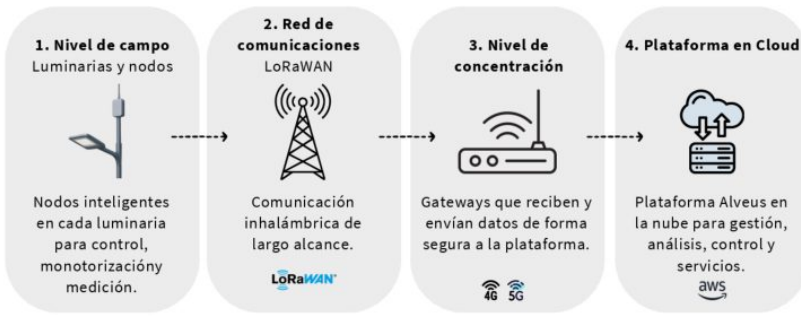 1. Nivel de campo
Luminarias y nodos
Nodos inteligentes
en cada luminaria
para control,
monotorizacióny
medición.
2. Red de
comunicaciones
LoRaWAN
Comunicación
inhalámbrica de
largo alcance.
LoRaWAN
3. Nivel de
concentración
Gateways que reciben y
envían datos de forma
segura a la plataforma.
4G 5G
4. Plataforma en Cloud
Plataforma Alveus en
la nube para gestión,
análisis, control y
servicios.
aws